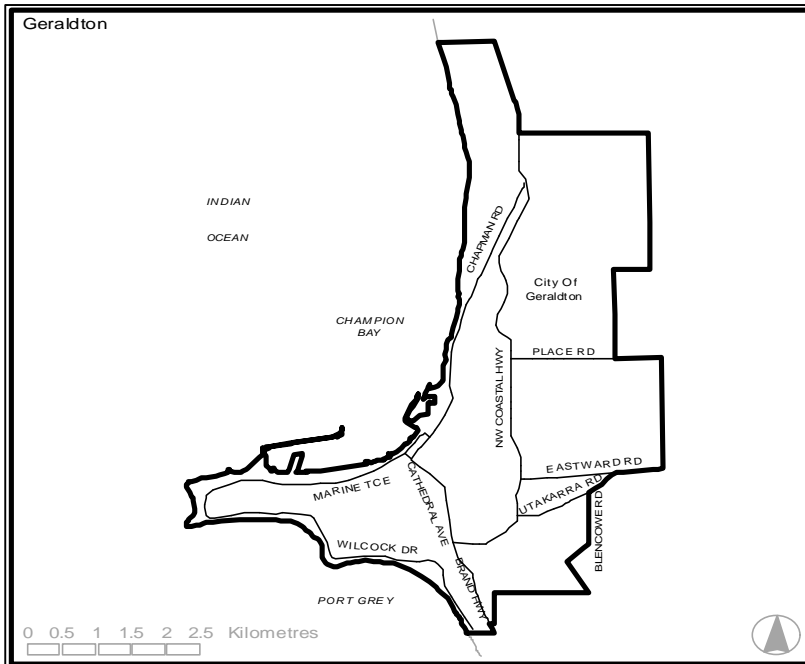 Geraldton
INDIAN
OCEAN
CHAPMAN RD
City Of
Geraldton
CHAMPION
BAY
NW COASTAL HWY
PLACE RD
EASTWARD RD
MARINE TCE
CATHEDRAL AVE
UTAKARRA RD
BLENCOWE RD
WILCOCK DR
BRAND HWY
PORT GREY
0 0.5 1 1.5 2 2.5 Kilometres